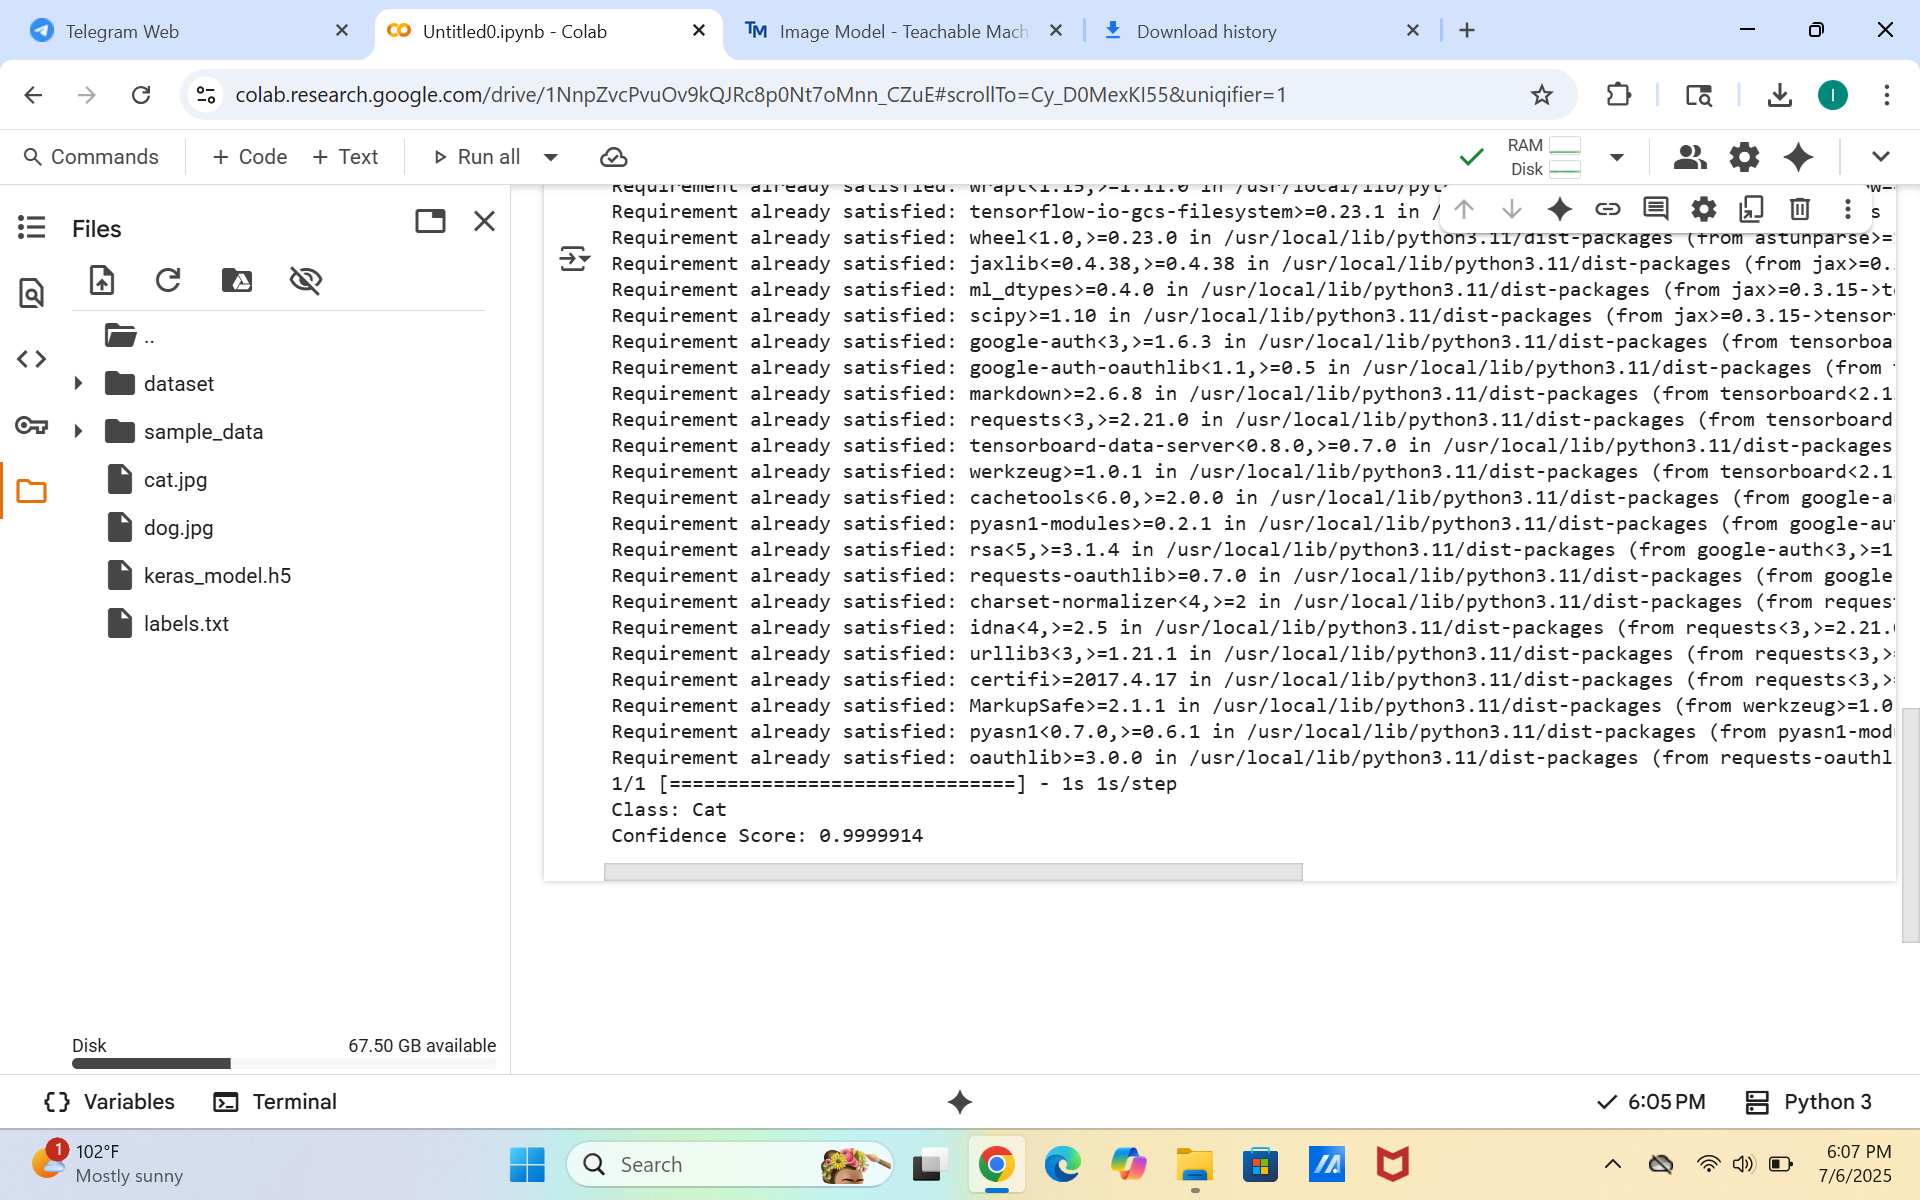 Telegram Web
Untitled0.ipynb - Colab
TM Image Model - Teachable Mach
Download history
colab.research.google.com/drive/1NnpZvcPvuOv9kQJRc8p0Nt7oMnn_CZuE#scrollTo=Cy_D0MexKI55&uniqifier=1
I
Commands
+ Code
+ Text
Run all
RAM
Disk
Files
..
dataset
sample_data
cat.jpg
dog.jpg
keras_model.h5
labels.txt
Disk
67.50 GB available
Requirement already satisfied: wrapt<1.15,>=1.11.0 in /usr/local/lib/pyt
Requirement already satisfied: tensorflow-io-gcs-filesystem>=0.23.1 in /
Requirement already satisfied: wheel<1.0,>=0.23.0 in /usr/local/lib/python3.11/dist-packages (from astunparse>=
Requirement already satisfied: jaxlib<=0.4.38,>=0.4.38 in /usr/local/lib/python3.11/dist-packages (from jax>=0.
Requirement already satisfied: ml_dtypes>=0.4.0 in /usr/local/lib/python3.11/dist-packages (from jax>=0.3.15->t
Requirement already satisfied: scipy>=1.10 in /usr/local/lib/python3.11/dist-packages (from jax>=0.3.15->tensor
Requirement already satisfied: google-auth<3,>=1.6.3 in /usr/local/lib/python3.11/dist-packages (from tensorboa
Requirement already satisfied: google-auth-oauthlib<1.1,>=0.5 in /usr/local/lib/python3.11/dist-packages (from
Requirement already satisfied: markdown>=2.6.8 in /usr/local/lib/python3.11/dist-packages (from tensorboard<2.1
Requirement already satisfied: requests<3,>=2.21.0 in /usr/local/lib/python3.11/dist-packages (from tensorboard
Requirement already satisfied: tensorboard-data-server<0.8.0,>=0.7.0 in /usr/local/lib/python3.11/dist-packages
Requirement already satisfied: werkzeug>=1.0.1 in /usr/local/lib/python3.11/dist-packages (from tensorboard<2.1
Requirement already satisfied: cachetools<6.0,>=2.0.0 in /usr/local/lib/python3.11/dist-packages (from google-a
Requirement already satisfied: pyasn1-modules>=0.2.1 in /usr/local/lib/python3.11/dist-packages (from google-au
Requirement already satisfied: rsa<5,>=3.1.4 in /usr/local/lib/python3.11/dist-packages (from google-auth<3,>=1
Requirement already satisfied: requests-oauthlib>=0.7.0 in /usr/local/lib/python3.11/dist-packages (from google
Requirement already satisfied: charset-normalizer<4,>=2 in /usr/local/lib/python3.11/dist-packages (from reques
Requirement already satisfied: idna<4,>=2.5 in /usr/local/lib/python3.11/dist-packages (from requests<3,>=2.21.
Requirement already satisfied: urllib3<3,>=1.21.1 in /usr/local/lib/python3.11/dist-packages (from requests<3,>
Requirement already satisfied: certifi>=2017.4.17 in /usr/local/lib/python3.11/dist-packages (from requests<3,>
Requirement already satisfied: MarkupSafe>=2.1.1 in /usr/local/lib/python3.11/dist-packages (from werkzeug>=1.0
Requirement already satisfied: pyasn1<0.7.0,>=0.6.1 in /usr/local/lib/python3.11/dist-packages (from pyasn1-mod
Requirement already satisfied: oauthlib>=3.0.0 in /usr/local/lib/python3.11/dist-packages (from requests-oauthl
1/1 [==============================] - 1s 1s/step
Class: Cat
Confidence Score: 0.9999914
Variables
Terminal
6:05 PM
Python 3
1
102°F
Mostly sunny
Search
6:07 PM
7/6/2025